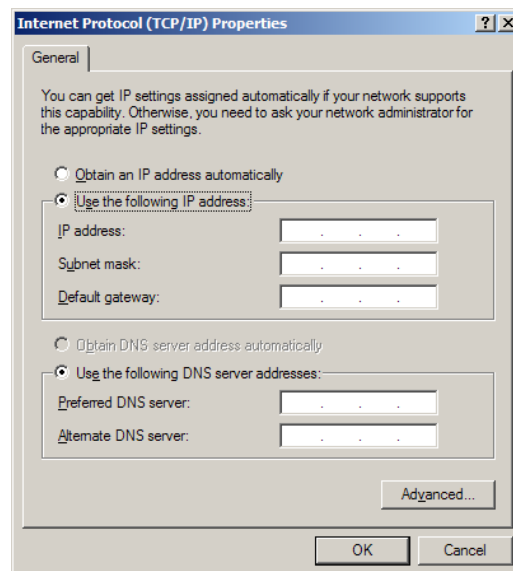 Internet Protocol (TCP/IP) Properties
General
You can get IP settings assigned automatically if your network supports
this capability. Otherwise, you need to ask your network administrator for
the appropriate IP settings.
Obtain an IP address automatically
Use the following IP address:
IP address:
Subnet mask:
Default gateway:
Obtain DNS server address automatically
Use the following DNS server addresses:
Preferred DNS server:
Alternate DNS server:
Advanced...
OK Cancel